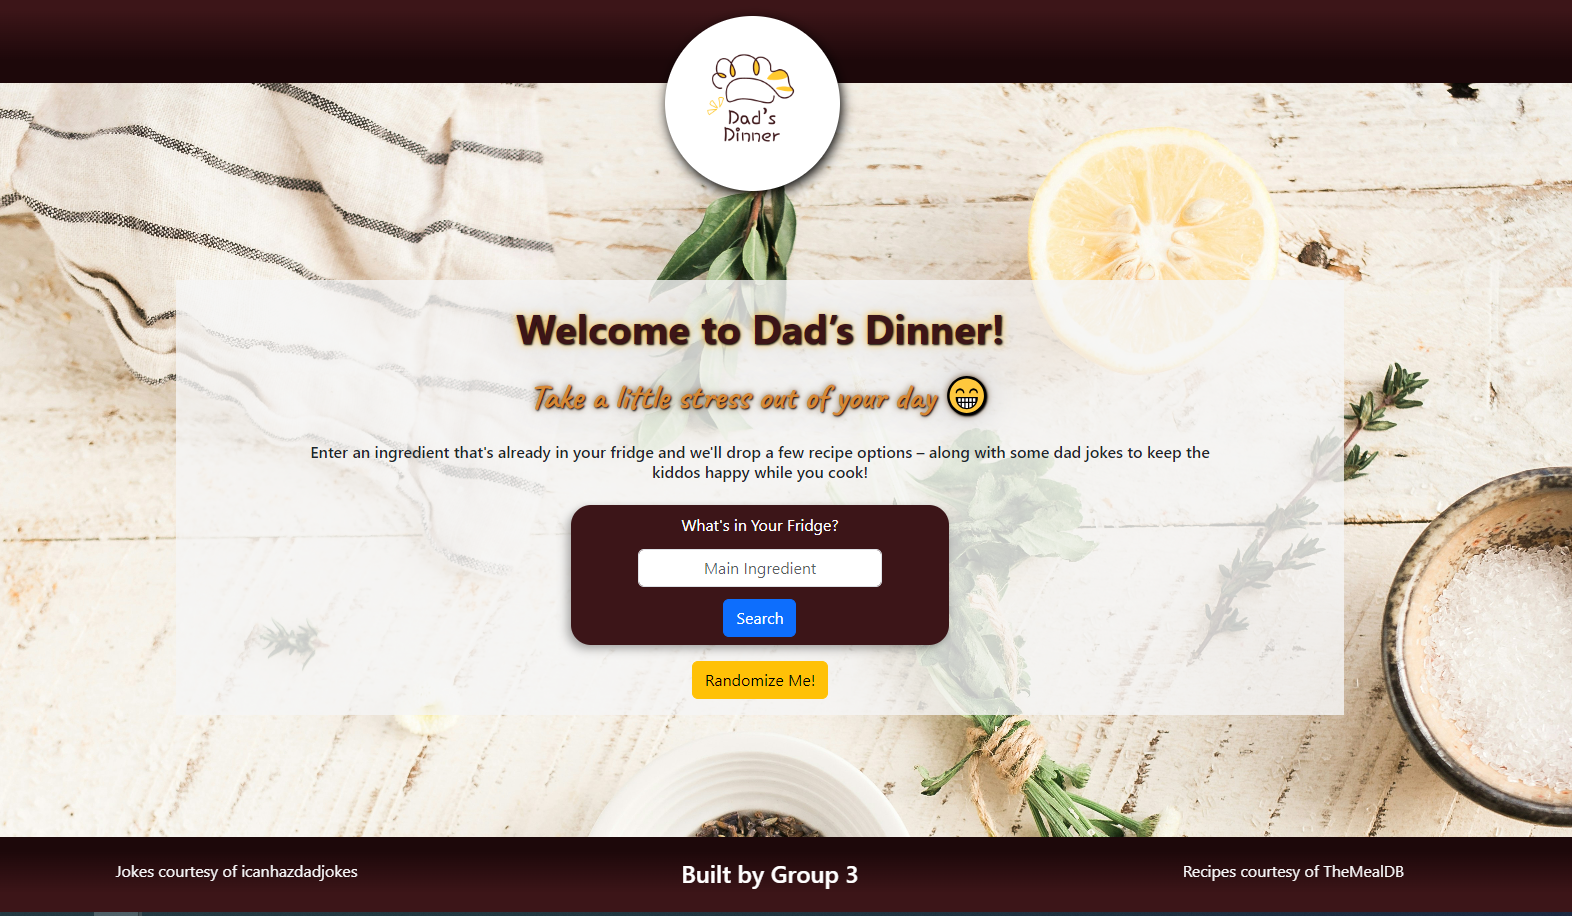 Dad's
Dinner
Welcome to Dad’s Dinner!
Take a little stress out of your day 😁
Enter an ingredient that's already in your fridge and we'll drop a few recipe options – along with some dad jokes to keep the
kiddos happy while you cook!
What's in Your Fridge?
Main Ingredient
Search
Randomize Me!
Jokes courtesy of icanhazdadjokes
Built by Group 3
Recipes courtesy of TheMealDB